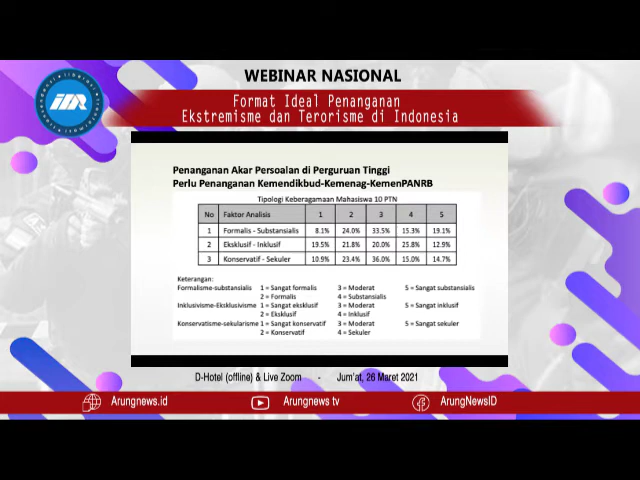 WEBINAR NASIONAL
Format Ideal Penanganan
Ekstremisme dan Terorisme di Indonesia
Penanganan Akar Persoalan di Perguruan Tinggi
Perlu Penanganan Kemendikbud-Kemenag-KemenPANRB
Tipologi Keberagamaan Mahasiswa 10 PTN
No Faktor Analisis 1 2 3 4 5
1 Formalis - Substansialis 8.1% 24.0% 33.5% 15.3% 19.1%
2 Eksklusif - Inklusif 19.5% 21.8% 20.0% 25.8% 12.9%
3 Konservatif - Sekuler 10.9% 23.4% 36.0% 15.0% 14.7%
Keterangan:
Formalisme-substansialis 1 = Sangat formalis 3 = Moderat 5 = Sangat substansialis
2 = Formalis 4 = Substansialis
Inklusivisme-Eksklusivisme 1 = Sangat eksklusif 3 = Moderat 5 = Sangat inklusif
2 = Eksklusif 4 = Inklusif
Konservatisme-sekularisme 1 = Sangat konservatif 3 = Moderat 5 = Sangat sekuler
2 = Konservatif 4 = Sekuler
D-Hotel (offline) & Live Zoom - Jum'at, 26 Maret 2021
Arungnews.id Arungnews tv ArungNewsID